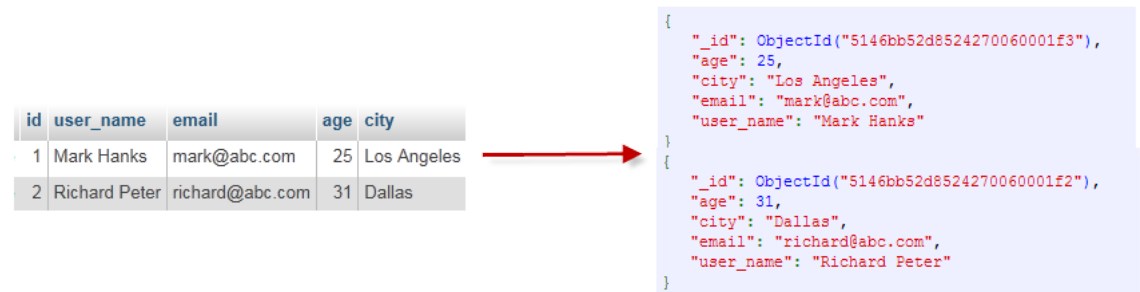 id user_name email age city
1 Mark Hanks mark@abc.com 25 Los Angeles
2 Richard Peter richard@abc.com 31 Dallas
{
"_id": ObjectId("5146bb52d8524270060001f3"),
"age": 25,
"city": "Los Angeles",
"email": "mark@abc.com",
"user_name": "Mark Hanks"
}
{
"_id": ObjectId("5146bb52d8524270060001f2"),
"age": 31,
"city": "Dallas",
"email": "richard@abc.com",
"user_name": "Richard Peter"
}